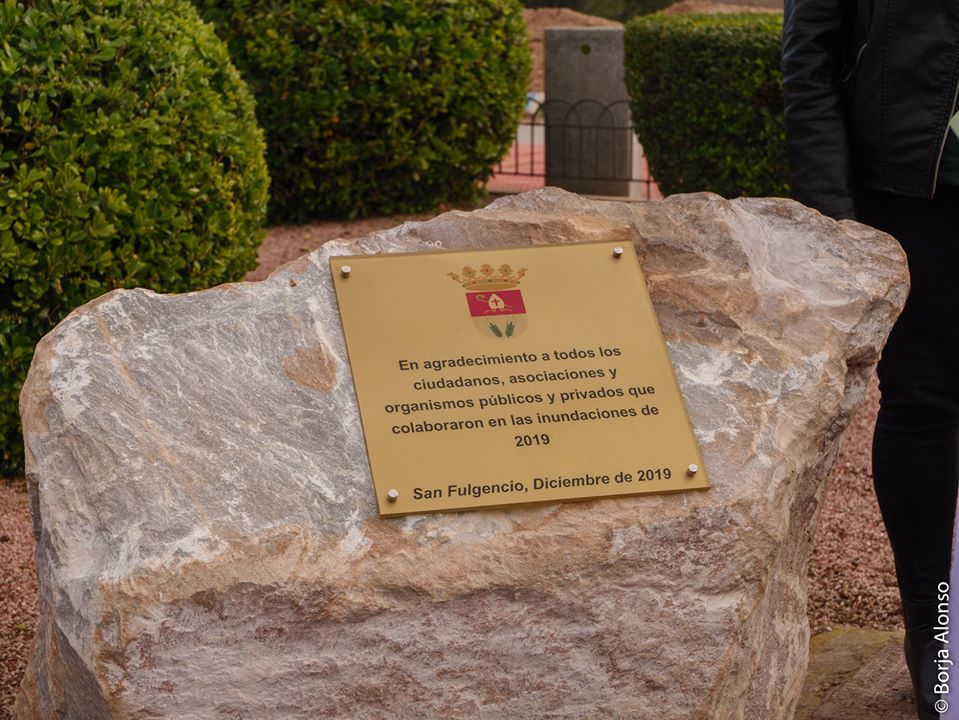 En agradecimiento a todos los
ciudadanos, asociaciones y
organismos públicos y privados que
colaboraron en las inundaciones de
2019
San Fulgencio, Diciembre de 2019
© Borja Alonso